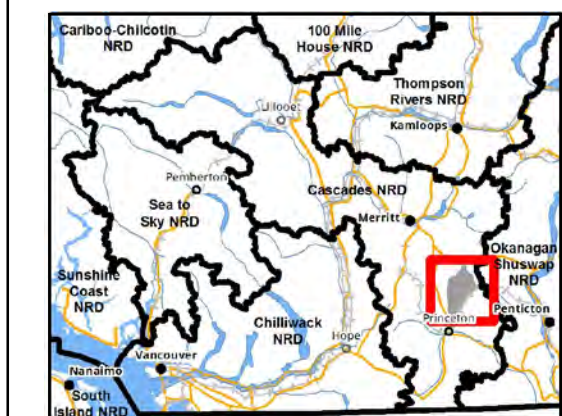 Cariboo-Chilcotin
NRD
100 Mile
House NRD
Thompson
Rivers NRD
Kamloops
Pemberton
Sea to
Sky NRD
Cascades NRD
Merritt
Okanagan
Shuswap
NRD
Sunshine
Coast
NRD
Chilliwack
NRD
Hope
Princeton
Penticton
Vancouver
Nanaimo
South
Island NRD